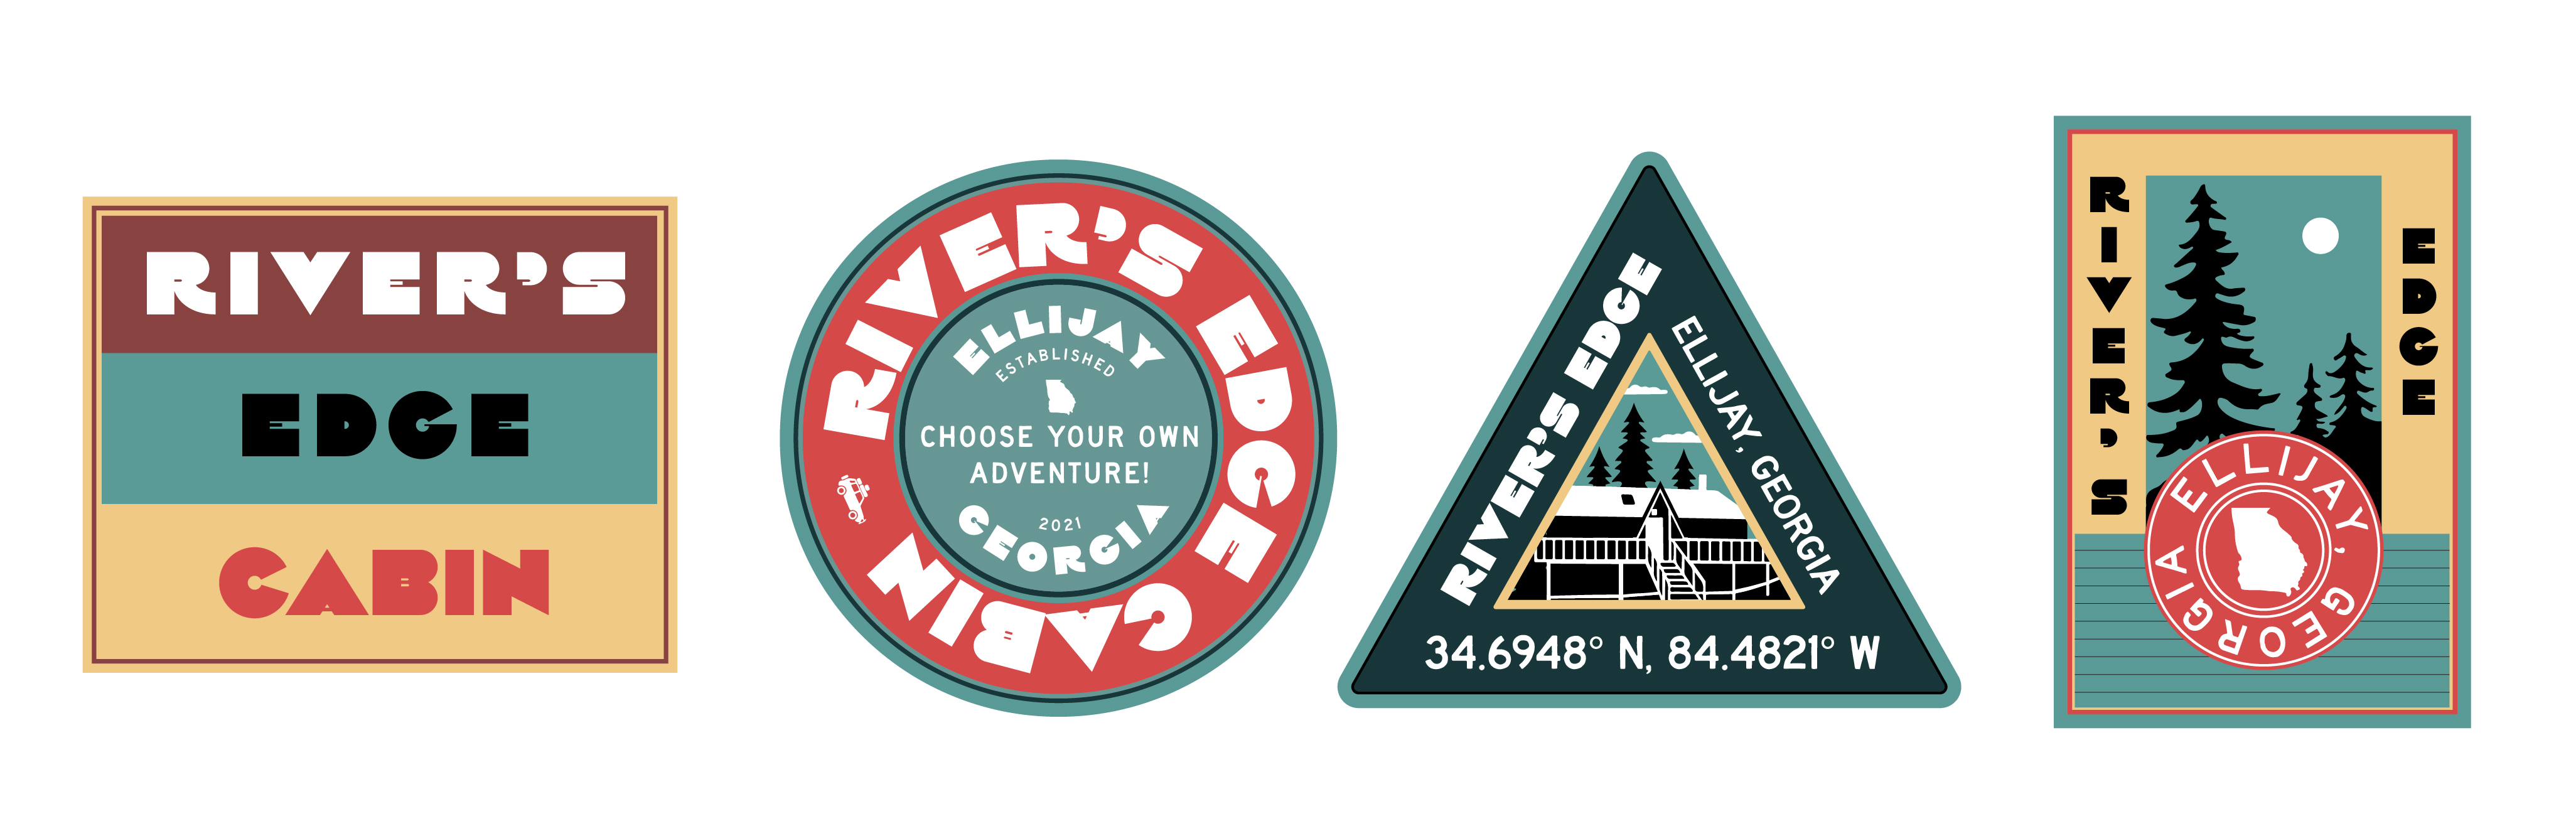 RIVER'S
EDGE
CABIN
RIVER'S EDGE CABIN
ELLIJAY
ESTABLISHED
CHOOSE YOUR OWN
ADVENTURE!
2021
GEORGIA
RIVER'S EDGE
ELLIJAY, GEORGIA
34.6948° N, 84.4821° W
RIVER'S
EDGE
ELLIJAY, GEORGIA